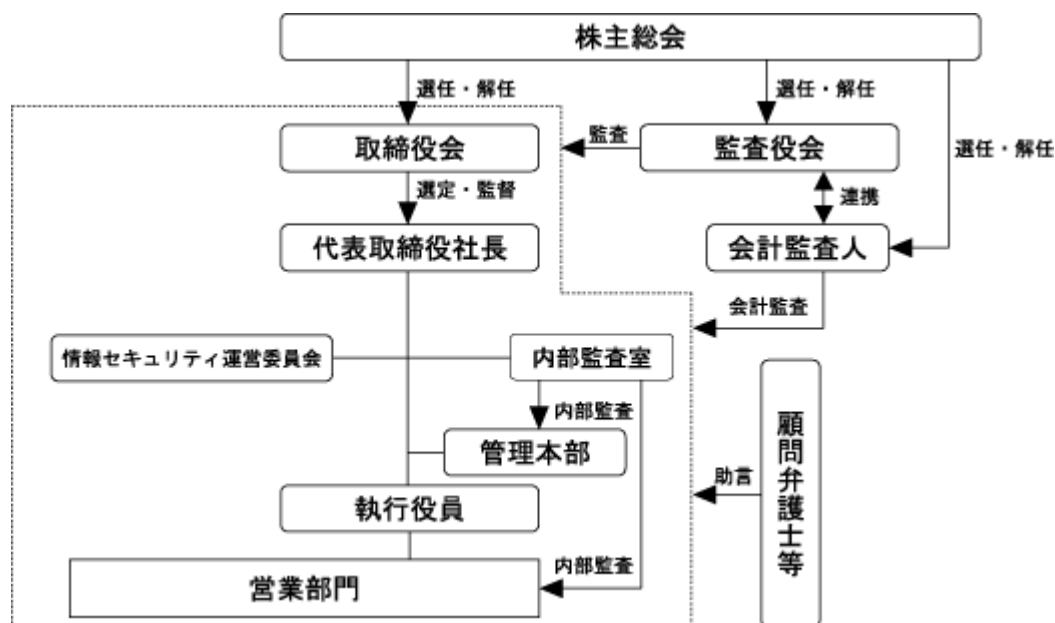 株主総会
選任・解任
選任・解任
選任・解任
取締役会
監査
監査役会
選定・監督
連携
代表取締役社長
会計監査人
会計監査
情報セキュリティ運営委員会
内部監査室
内部監査
管理本部
顧問弁護士等
助言
執行役員
内部監査
営業部門